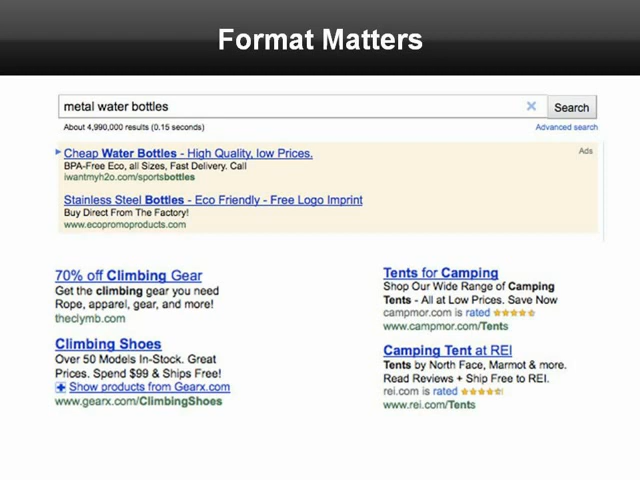 Format Matters
metal water bottles
Search
About 4,990,000 results (0.15 seconds)
Advanced search
Cheap Water Bottles - High Quality, low Prices.
Ads
BPA-Free Eco, all Sizes, Fast Delivery. Call
iwantmyh2o.com/sportsbottles
Stainless Steel Bottles - Eco Friendly - Free Logo Imprint
Buy Direct From The Factory!
www.ecopromoproducts.com
70% off Climbing Gear
Get the climbing gear you need
Rope, apparel, gear, and more!
theclymb.com
Climbing Shoes
Over 50 Models In-Stock. Great
Prices. Spend $99 & Ships Free!
Show products from Gearx.com
www.gearx.com/ClimbingShoes
Tents for Camping
Shop Our Wide Range of Camping
Tents - All at Low Prices. Save Now
campmor.com is rated
www.campmor.com/Tents
Camping Tent at REI
Tents by North Face, Marmot & more.
Read Reviews + Ship Free to REI.
rei.com is rated
www.rei.com/Tents